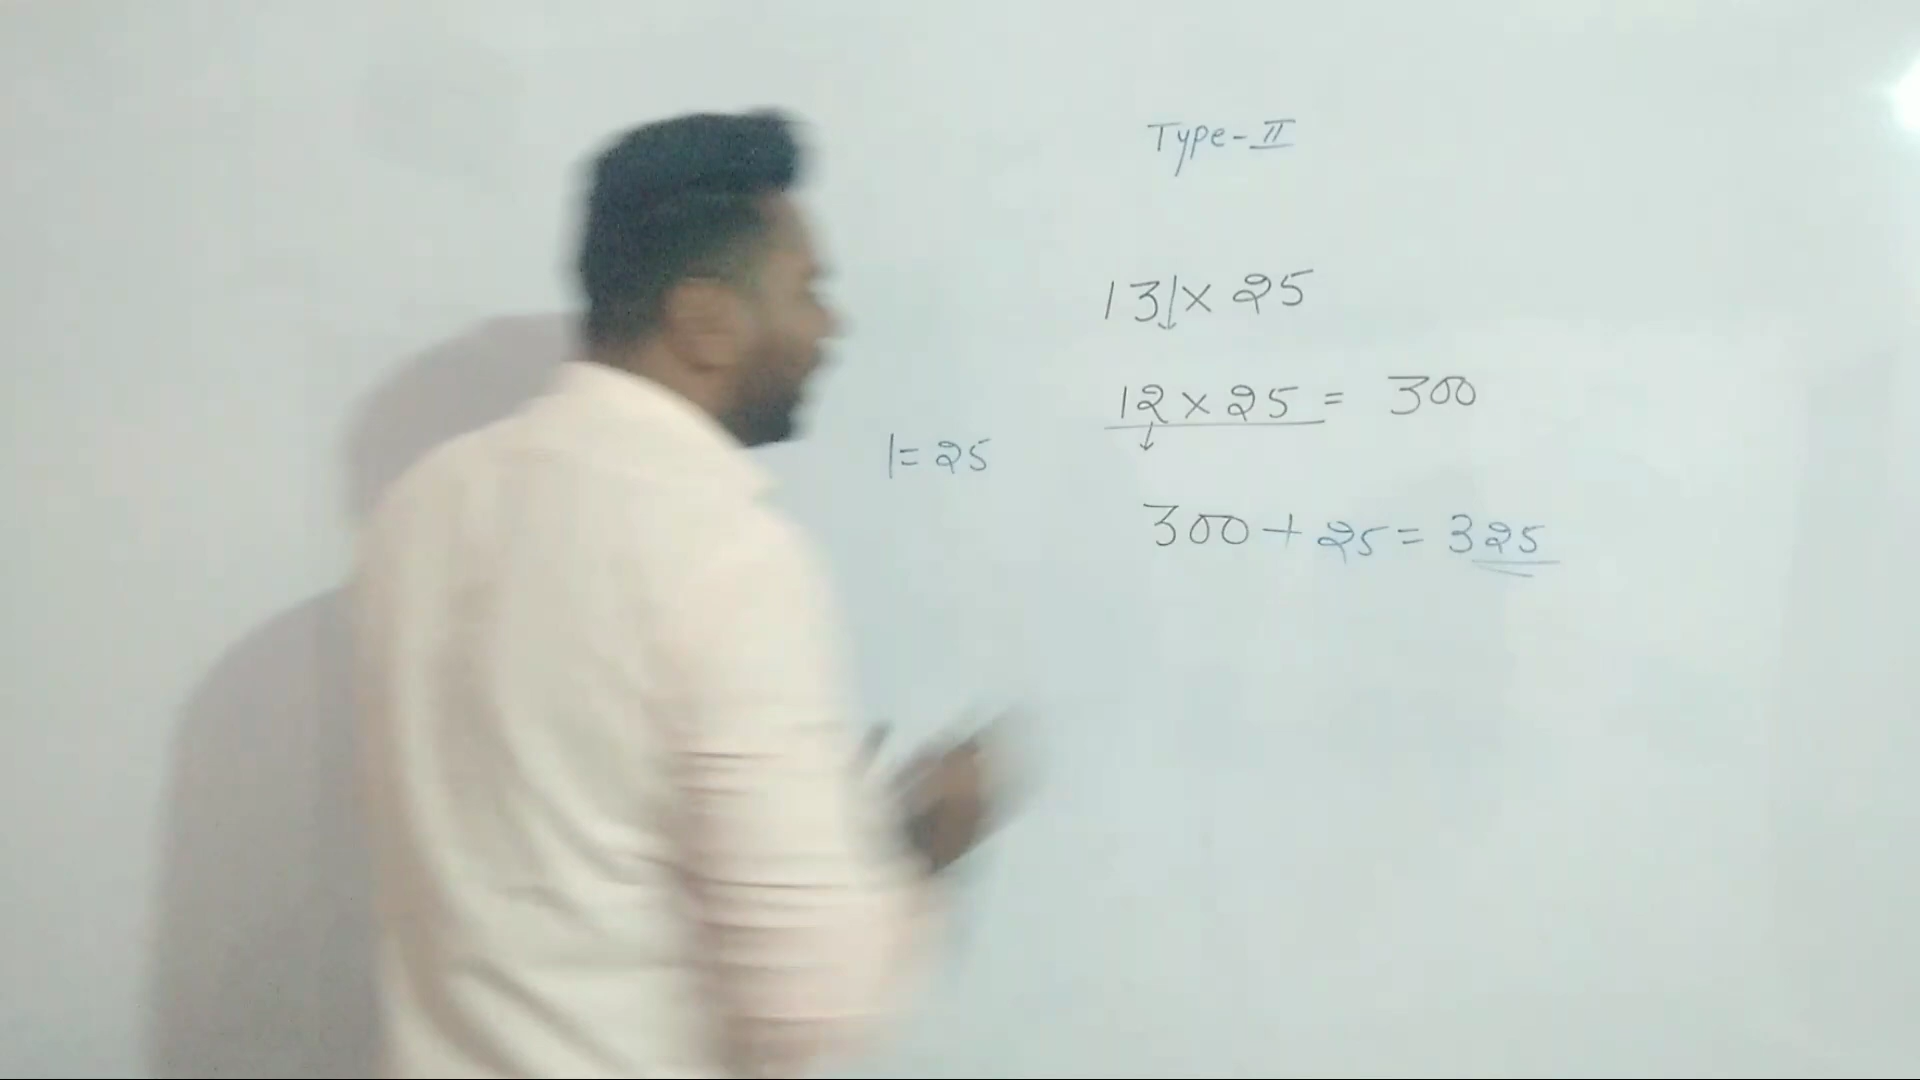 Type-II
13 × 25
12 × 25 = 300
1 = 25
300 + 25 = 325